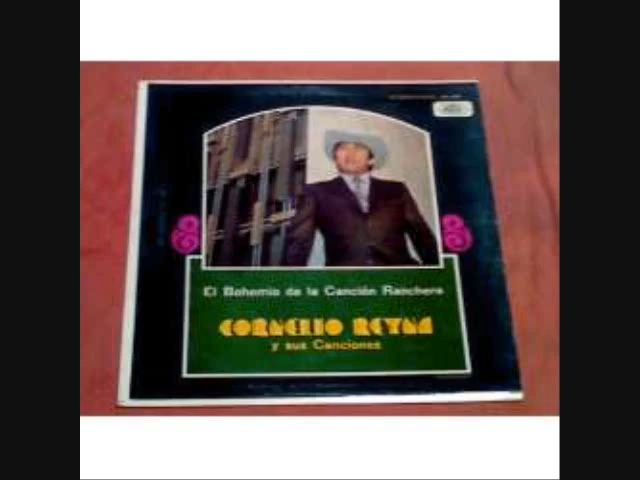 El Bohemio de la Canción Ranchera
CORNELIO REYNA
y sus Canciones